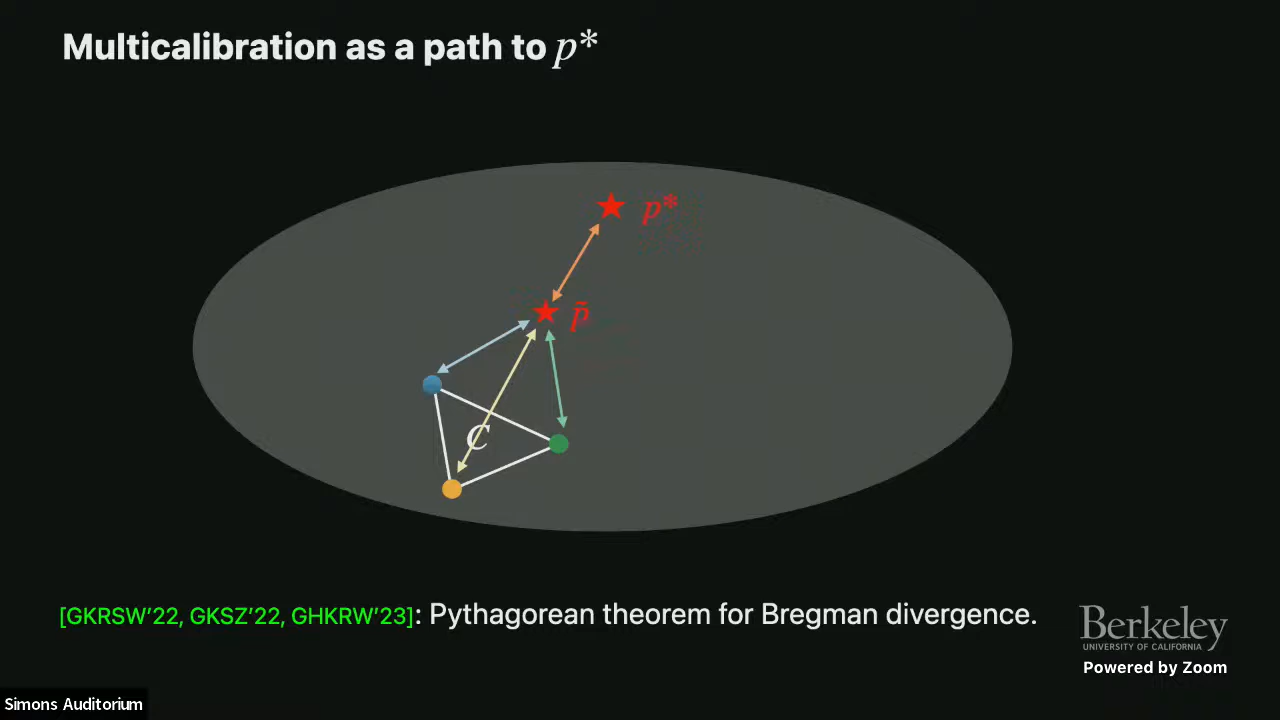 Multicalibration as a path to p*
p*
p̃
C
[GKRSW’22, GKSZ’22, GHKRW’23]: Pythagorean theorem for Bregman divergence.
Berkeley
UNIVERSITY OF CALIFORNIA
Powered by Zoom
Simons Auditorium